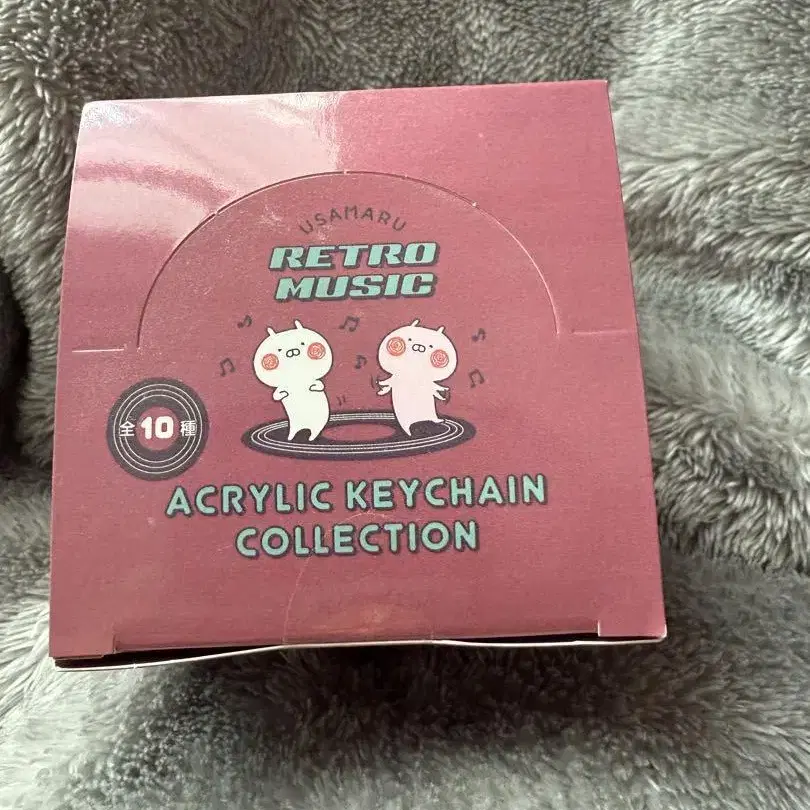 USAMARU
RETRO
MUSIC
全10種
ACRYLIC KEYCHAIN
COLLECTION